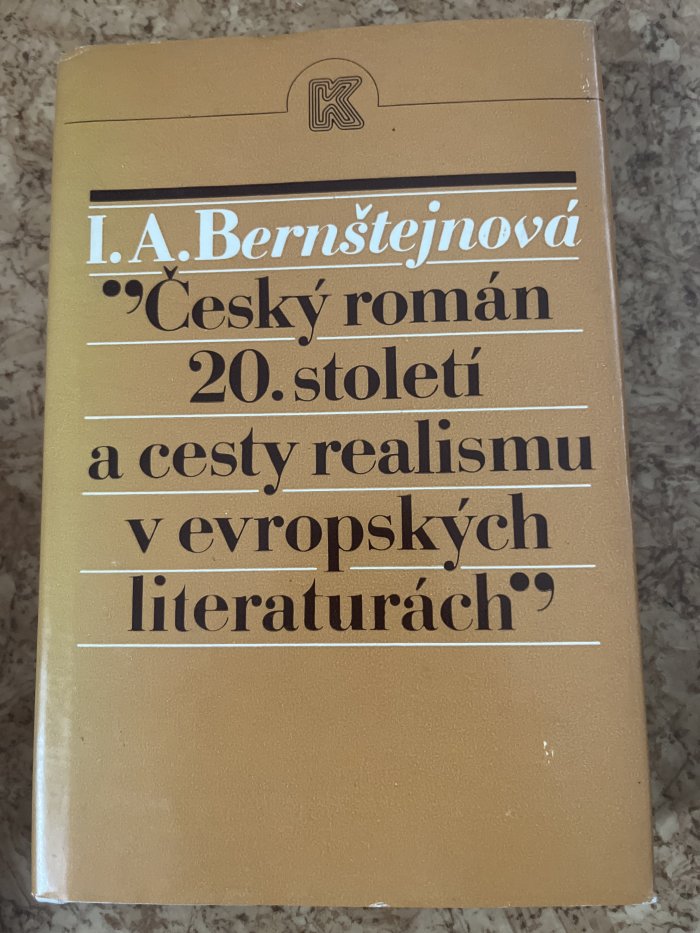 K
I. A. Bernštejnová
”Český román
20. století
a cesty realismu
v evropských
literaturách”